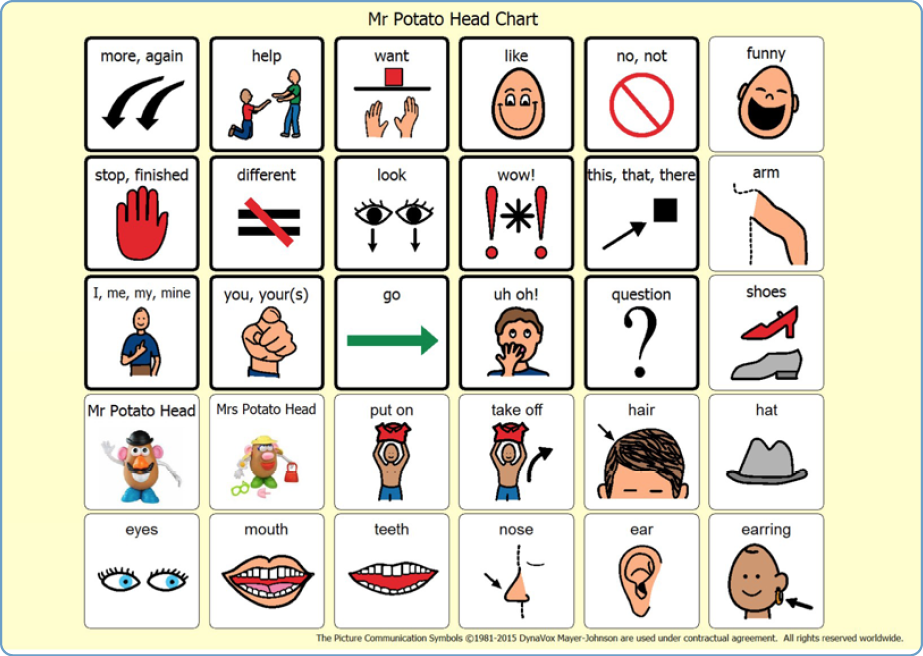 Mr Potato Head Chart
more, again
help
want
like
no, not
funny
stop, finished
different
look
wow!
this, that, there
arm
I, me, my, mine
you, your(s)
go
uh oh!
question
shoes
Mr Potato Head
Mrs Potato Head
put on
take off
hair
hat
eyes
mouth
teeth
nose
ear
earring
The Picture Communication Symbols ©1981-2015 DynaVox Mayer-Johnson are used under contractual agreement. All rights reserved worldwide.